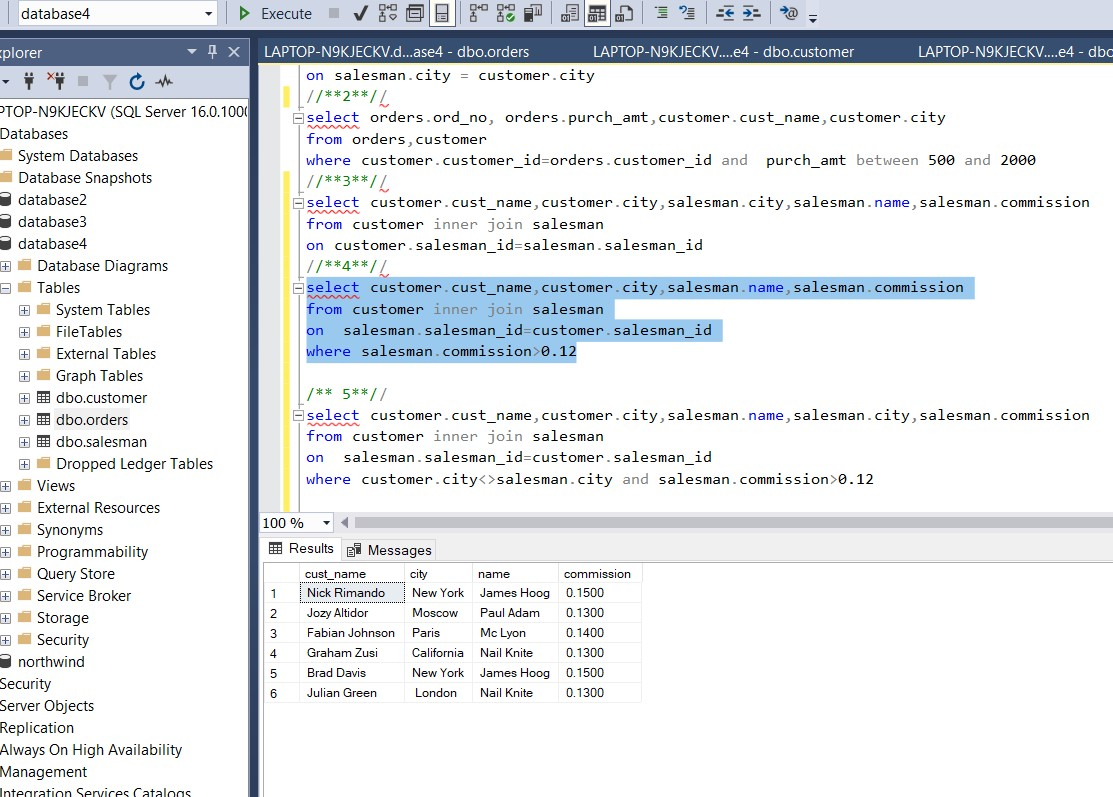 database4
Execute
xplorer
PTOP-N9KJECKV (SQL Server 16.0.1000
Databases
System Databases
Database Snapshots
database2
database3
database4
Database Diagrams
Tables
System Tables
FileTables
External Tables
Graph Tables
dbo.customer
dbo.orders
dbo.salesman
Dropped Ledger Tables
Views
External Resources
Synonyms
Programmability
Query Store
Service Broker
Storage
Security
northwind
Security
Server Objects
Replication
Always On High Availability
Management
Integration Services Catalogs
LAPTOP-N9KJECKV.d...ase4 - dbo.orders LAPTOP-N9KJECKV....e4 - dbo.customer LAPTOP-N9KJECKV....e4 - dbo
on salesman.city = customer.city
//**2**//
select orders.ord_no, orders.purch_amt,customer.cust_name,customer.city
from orders,customer
where customer.customer_id=orders.customer_id and  purch_amt between 500 and 2000
//**3**//
select customer.cust_name,customer.city,salesman.city,salesman.name,salesman.commission
from customer inner join salesman
on customer.salesman_id=salesman.salesman_id
//**4**//
select customer.cust_name,customer.city,salesman.name,salesman.commission
from customer inner join salesman
on  salesman.salesman_id=customer.salesman_id
where salesman.commission>0.12
/** 5**//
select customer.cust_name,customer.city,salesman.name,salesman.city,salesman.commission
from customer inner join salesman
on  salesman.salesman_id=customer.salesman_id
where customer.city<>salesman.city and salesman.commission>0.12
100 %
Results Messages
cust_name city name commission
1 Nick Rimando New York James Hoog 0.1500
2 Jozy Altidor Moscow Paul Adam 0.1300
3 Fabian Johnson Paris Mc Lyon 0.1400
4 Graham Zusi California Nail Knite 0.1300
5 Brad Davis New York James Hoog 0.1500
6 Julian Green London Nail Knite 0.1300